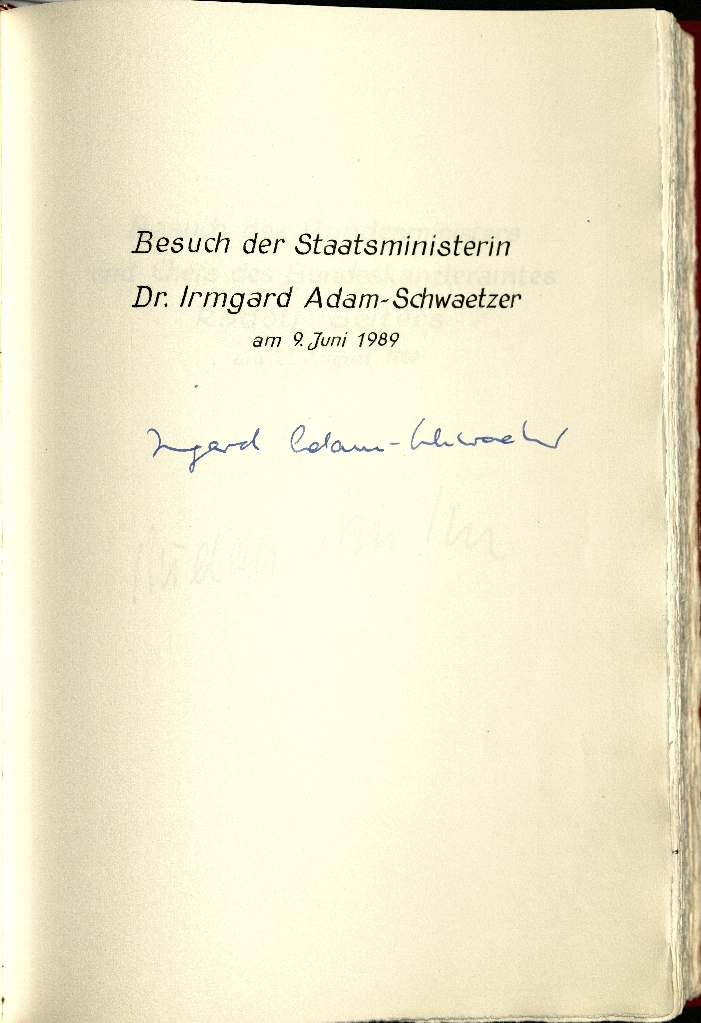 Besuch der Staatsministerin
Dr. Irmgard Adam-Schwaetzer
am 9. Juni 1989
Irmgard Adam-Schwaetzer